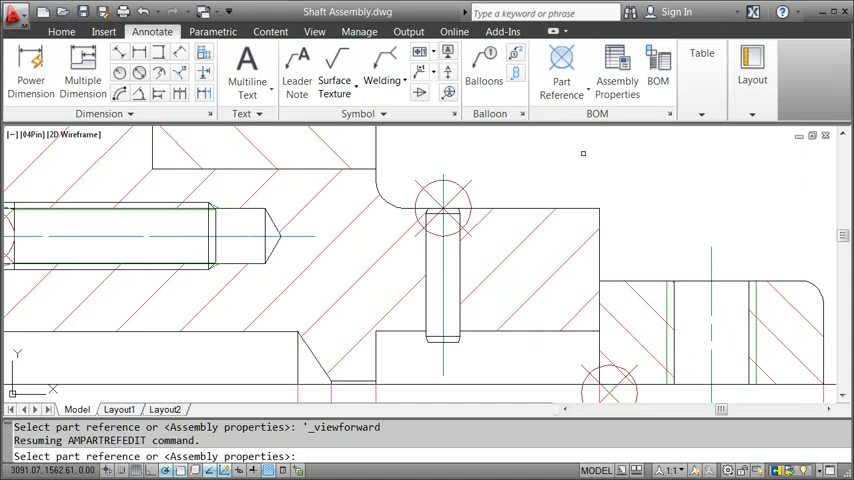 Shaft Assembly.dwg
Type a keyword or phrase
Sign In
Home Insert Annotate Parametric Content View Manage Output Online Add-Ins
Power Dimension
Multiple Dimension
Multiline Text
Leader Note
Surface Texture
Welding
Balloons
Part Reference
Assembly Properties
BOM
Table
Layout
Dimension
Text
Symbol
Balloon
BOM
[−] [04Pin] [2D Wireframe]
Y
X
Model Layout1 Layout2
Select part reference or <Assembly properties>: '_viewforward
Resuming AMPARTREFEDIT command.
Select part reference or <Assembly properties>:
3091.07, 1562.61, 0.00
MODEL
1:1